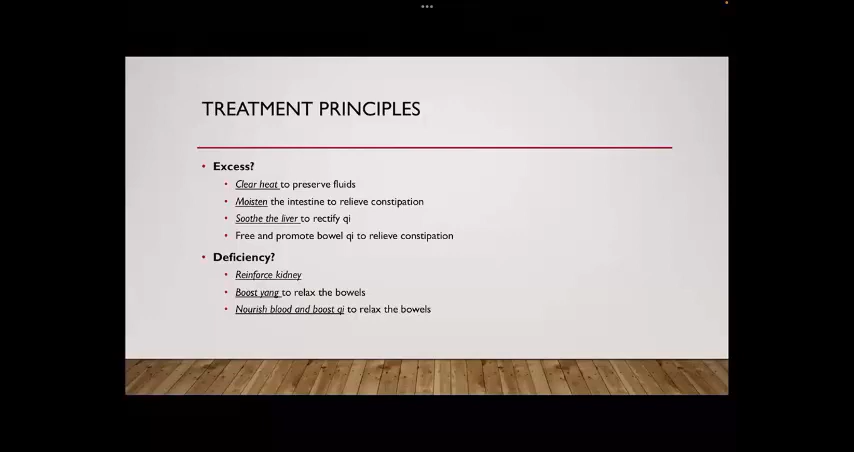 TREATMENT PRINCIPLES
• Excess?
• Clear heat to preserve fluids
• Moisten the intestine to relieve constipation
• Soothe the liver to rectify qi
• Free and promote bowel qi to relieve constipation
• Deficiency?
• Reinforce kidney
• Boost yang to relax the bowels
• Nourish blood and boost qi to relax the bowels